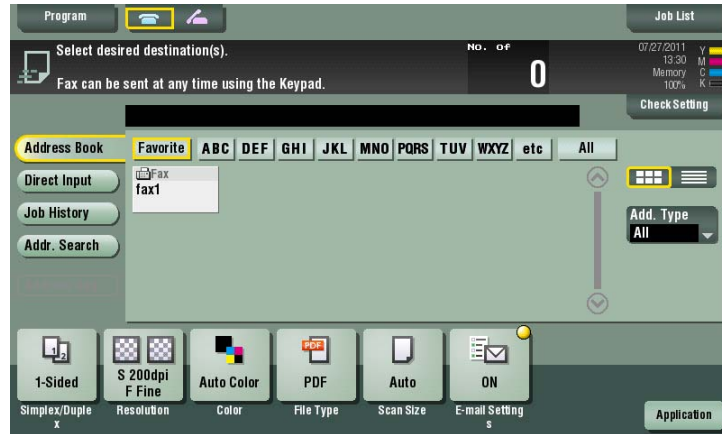 Program
Job List
Select desired destination(s).
No. of
0
07/27/2011
13:30
Memory
100%
Y
M
C
K
Fax can be sent at any time using the Keypad.
Check Setting
Address Book
Favorite ABC DEF GHI JKL MNO PQRS TUV WXYZ etc All
Direct Input
Fax
fax1
Job History
Add. Type
All
Addr. Search
1 2
1-Sided
S 200dpi
F Fine
Auto Color
PDF
PDF
Auto
ON
Simplex/Duple
x
Resolution
Color
File Type
Scan Size
E-mail Setting
s
Application